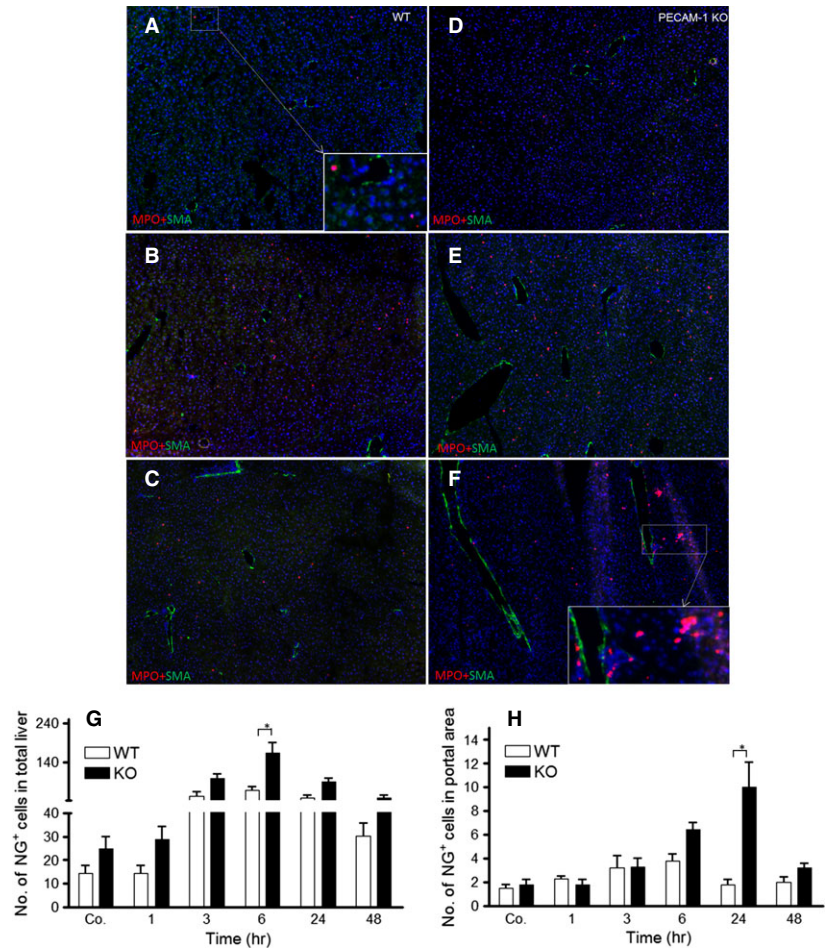 A WT
D PECAM-1 KO
MPO+SMA
MPO+SMA
B
E
MPO+SMA
MPO+SMA
C
F
MPO+SMA
MPO+SMA
G
No. of NG⁺ cells in total liver
240
140
40
30
20
10
0
WT
KO
*
Co. 1 3 6 24 48
Time (hr)
H
No. of NG⁺ cells in portal area
14
12
10
8
6
4
2
0
WT
KO
*
Co. 1 3 6 24 48
Time (hr)